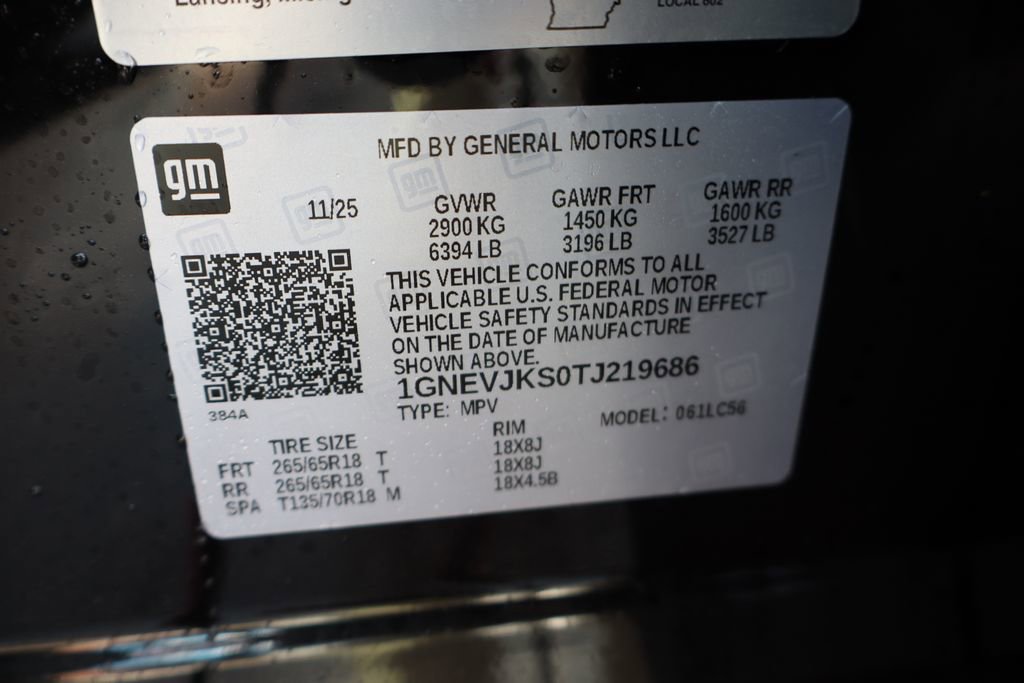 Lansing,
LOCAL 602
gm
MFD BY GENERAL MOTORS LLC
11/25
GVWR GAWR FRT GAWR RR
2900 KG 1450 KG 1600 KG
6394 LB 3196 LB 3527 LB
THIS VEHICLE CONFORMS TO ALL
APPLICABLE U.S. FEDERAL MOTOR
VEHICLE SAFETY STANDARDS IN EFFECT
ON THE DATE OF MANUFACTURE
SHOWN ABOVE.
1GNEVJKS0TJ219686
384A
TYPE: MPV MODEL: 061LC56
TIRE SIZE RIM
FRT 265/65R18 T 18X8J
RR 265/65R18 T 18X8J
SPA T135/70R18 M 18X4.5B